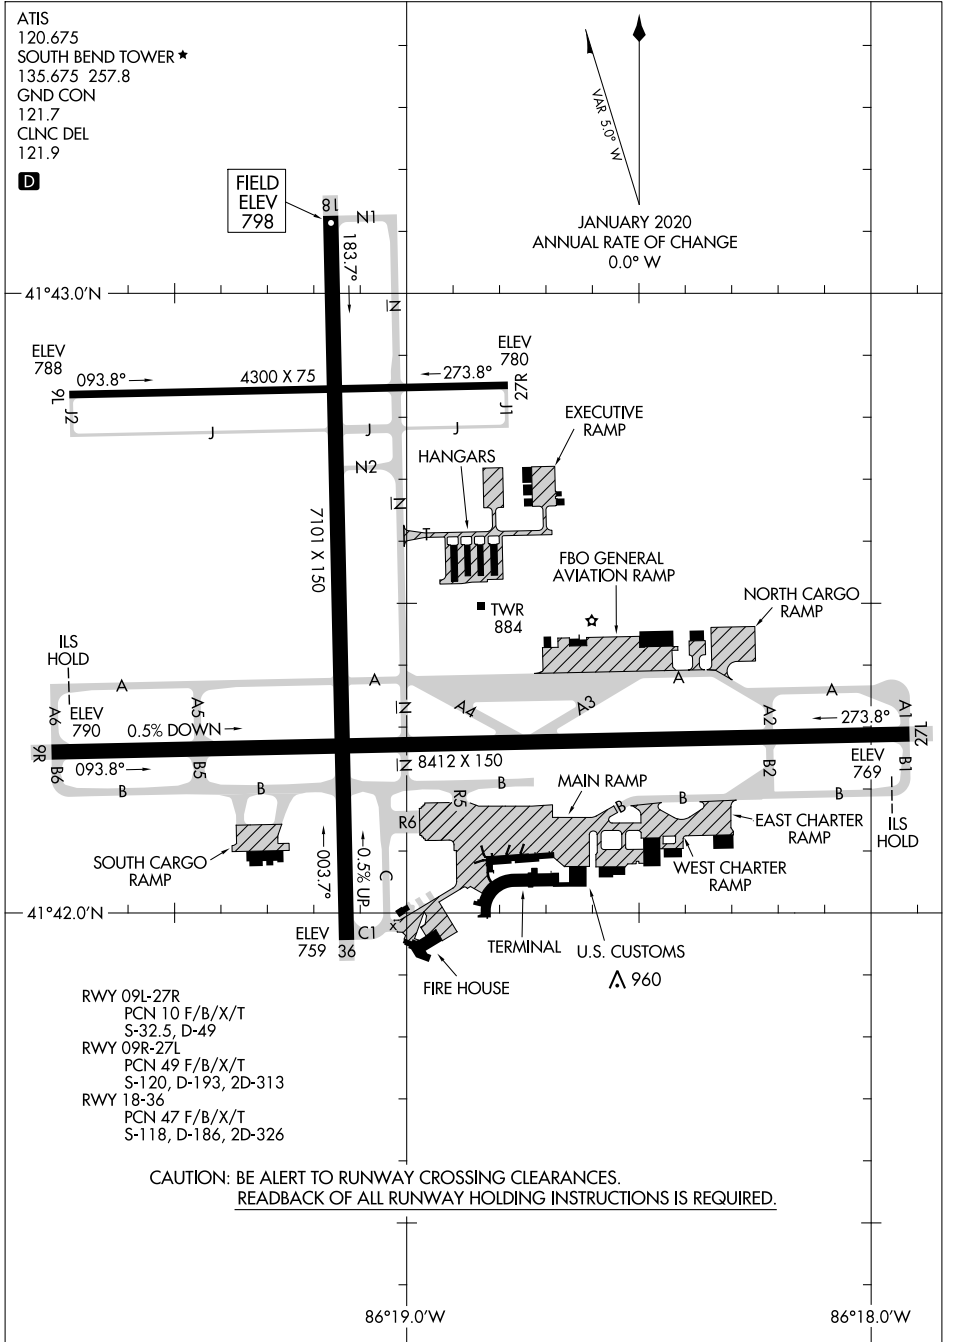 ATIS
120.675
SOUTH BEND TOWER ★
135.675 257.8
GND CON
121.7
CLNC DEL
121.9
D
VAR 5.0° W
JANUARY 2020
ANNUAL RATE OF CHANGE
0.0° W
FIELD
ELEV
798
18
N1
183.7°
41°43.0'N
N
ELEV
788
ELEV
780
093.8°
4300 X 75
273.8°
9L
27R
J2
J1
J
J
J
N2
EXECUTIVE
RAMP
HANGARS
N
T
7101 X 150
FBO GENERAL
AVIATION RAMP
NORTH CARGO
RAMP
TWR
884
ILS
HOLD
A
A
A
A
A6
ELEV
790
A5
0.5% DOWN
N
A4
A3
A2
273.8°
A1
9R
27L
B6
093.8°
B5
N
8412 X 150
B2
ELEV
769
B1
B
B
B
B
B
B
R5
MAIN RAMP
R6
EAST CHARTER
RAMP
ILS
HOLD
SOUTH CARGO
RAMP
WEST CHARTER
RAMP
003.7°
0.5% UP
C
41°42.0'N
ELEV
759
36
C1
X
TERMINAL
U.S. CUSTOMS
FIRE HOUSE
960
RWY 09L-27R
PCN 10 F/B/X/T
S-32.5, D-49
RWY 09R-27L
PCN 49 F/B/X/T
S-120, D-193, 2D-313
RWY 18-36
PCN 47 F/B/X/T
S-118, D-186, 2D-326
CAUTION: BE ALERT TO RUNWAY CROSSING CLEARANCES.
READBACK OF ALL RUNWAY HOLDING INSTRUCTIONS IS REQUIRED.
86°19.0'W
86°18.0'W